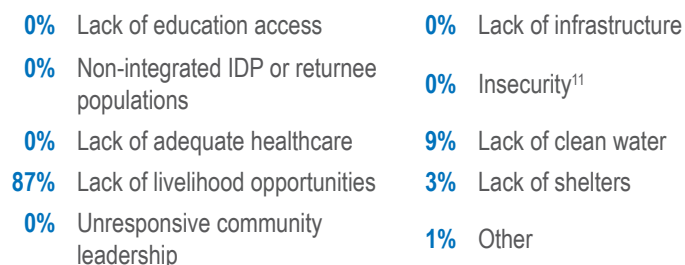 0% Lack of education access
0% Non-integrated IDP or returnee
populations
0% Lack of adequate healthcare
87% Lack of livelihood opportunities
0% Unresponsive community
leadership
0% Lack of infrastructure
0% Insecurity¹¹
9% Lack of clean water
3% Lack of shelters
1% Other